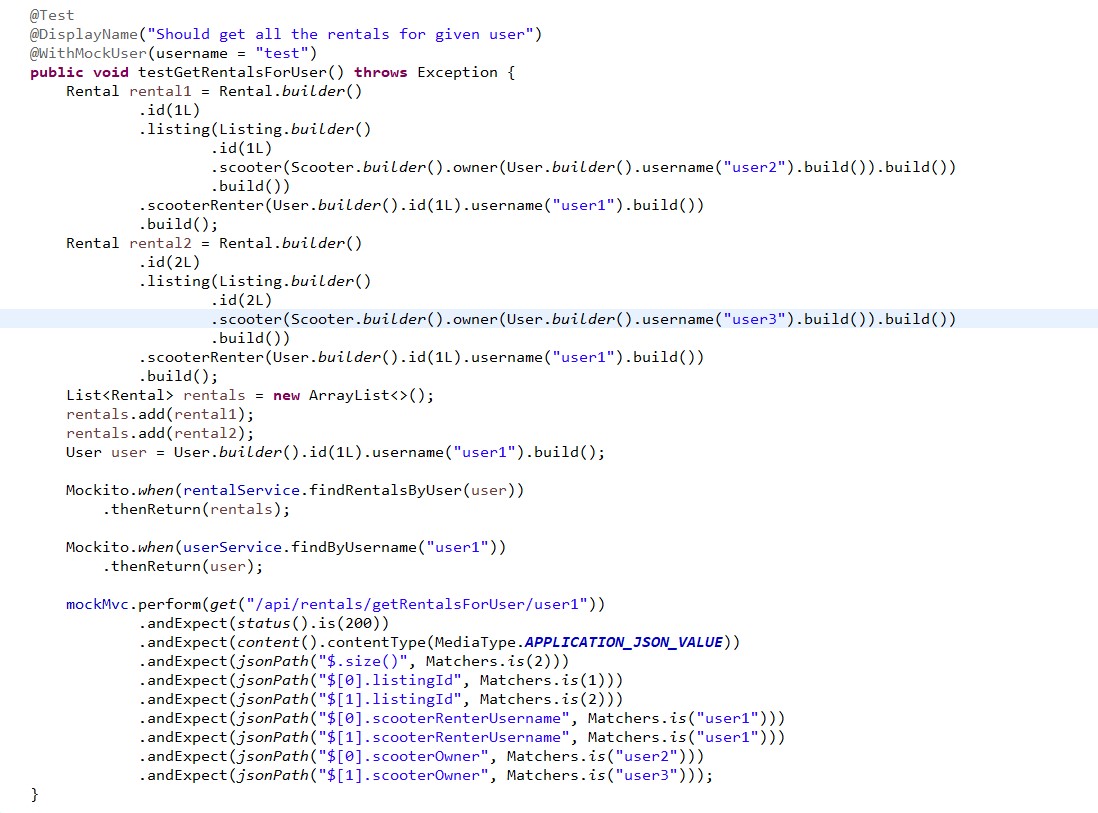 @Test
@DisplayName("Should get all the rentals for given user")
@WithMockUser(username = "test")
public void testGetRentalsForUser() throws Exception {
    Rental rental1 = Rental.builder()
            .id(1L)
            .listing(Listing.builder()
                    .id(1L)
                    .scooter(Scooter.builder().owner(User.builder().username("user2").build()).build())
                    .build())
            .scooterRenter(User.builder().id(1L).username("user1").build())
            .build();
    Rental rental2 = Rental.builder()
            .id(2L)
            .listing(Listing.builder()
                    .id(2L)
                    .scooter(Scooter.builder().owner(User.builder().username("user3").build()).build())
                    .build())
            .scooterRenter(User.builder().id(1L).username("user1").build())
            .build();
    List<Rental> rentals = new ArrayList<>();
    rentals.add(rental1);
    rentals.add(rental2);
    User user = User.builder().id(1L).username("user1").build();

    Mockito.when(rentalService.findRentalsByUser(user))
        .thenReturn(rentals);

    Mockito.when(userService.findByUsername("user1"))
        .thenReturn(user);

    mockMvc.perform(get("/api/rentals/getRentalsForUser/user1"))
            .andExpect(status().is(200))
            .andExpect(content().contentType(MediaType.APPLICATION_JSON_VALUE))
            .andExpect(jsonPath("$.size()", Matchers.is(2)))
            .andExpect(jsonPath("$[0].listingId", Matchers.is(1)))
            .andExpect(jsonPath("$[1].listingId", Matchers.is(2)))
            .andExpect(jsonPath("$[0].scooterRenterUsername", Matchers.is("user1")))
            .andExpect(jsonPath("$[1].scooterRenterUsername", Matchers.is("user1")))
            .andExpect(jsonPath("$[0].scooterOwner", Matchers.is("user2")))
            .andExpect(jsonPath("$[1].scooterOwner", Matchers.is("user3")));
}